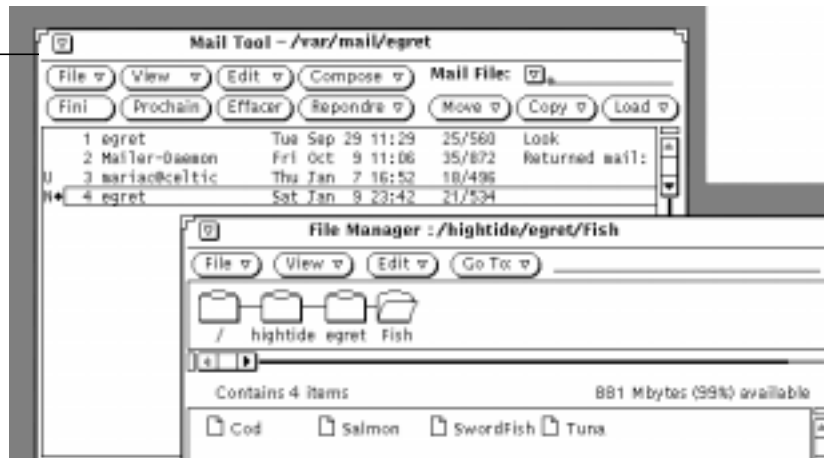 Mail Tool – /var/mail/egret
File View Edit Compose Mail File:
Fini Prochain Effacer Repondre Move Copy Load
1 egret Tue Sep 29 11:29 25/560 Look
2 Mailer-Daemon Fri Oct 9 11:06 35/872 Returned mail:
U 3 mariac@celtic Thu Jan 7 16:52 18/496
N 4 egret Sat Jan 9 23:42 21/534
File Manager : /hightide/egret/Fish
File View Edit Go To:
/ hightide egret Fish
Contains 4 items 881 Mbytes (99%) available
Cod Salmon SwordFish Tuna